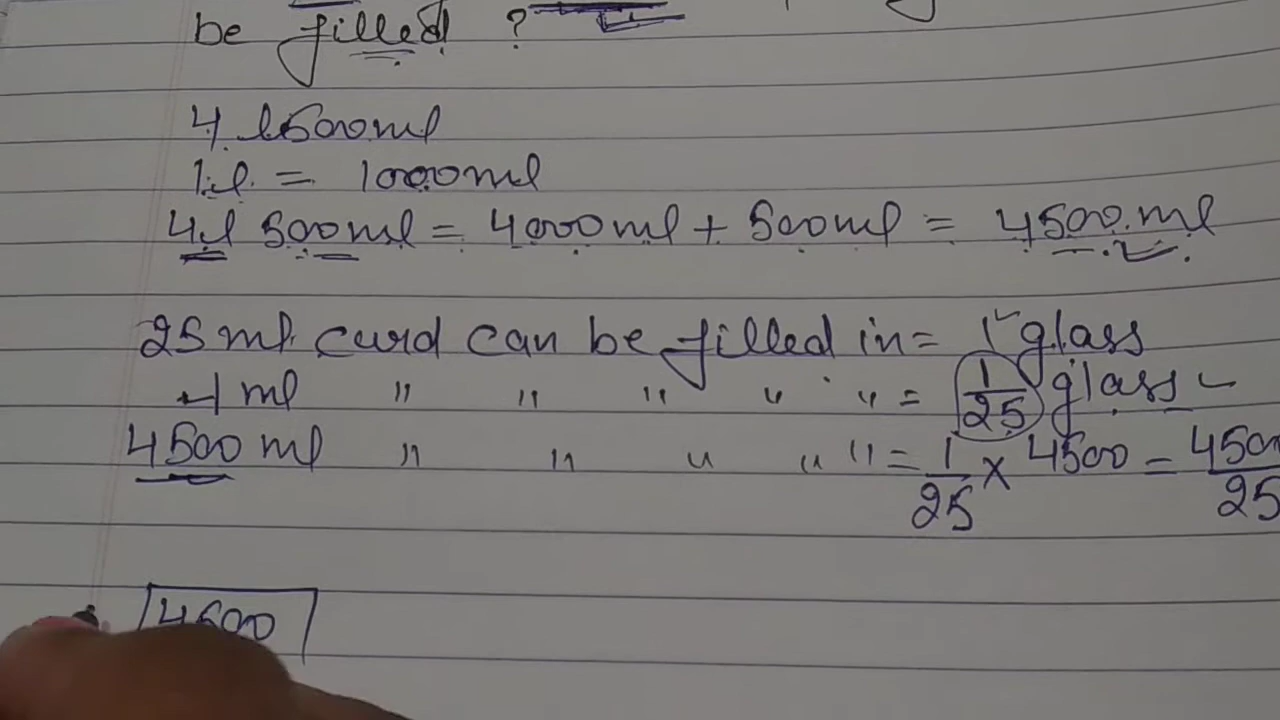 be filled ?
4 l 500ml
1 l = 1000ml
4 l 500ml = 4000ml + 500ml = 4500 ml
25 ml curd can be filled in = 1 glass
1 ml " " " " " = 1/25 glass
4500 ml " " " " " = 1/25 x 4500 = 4500/25
4500